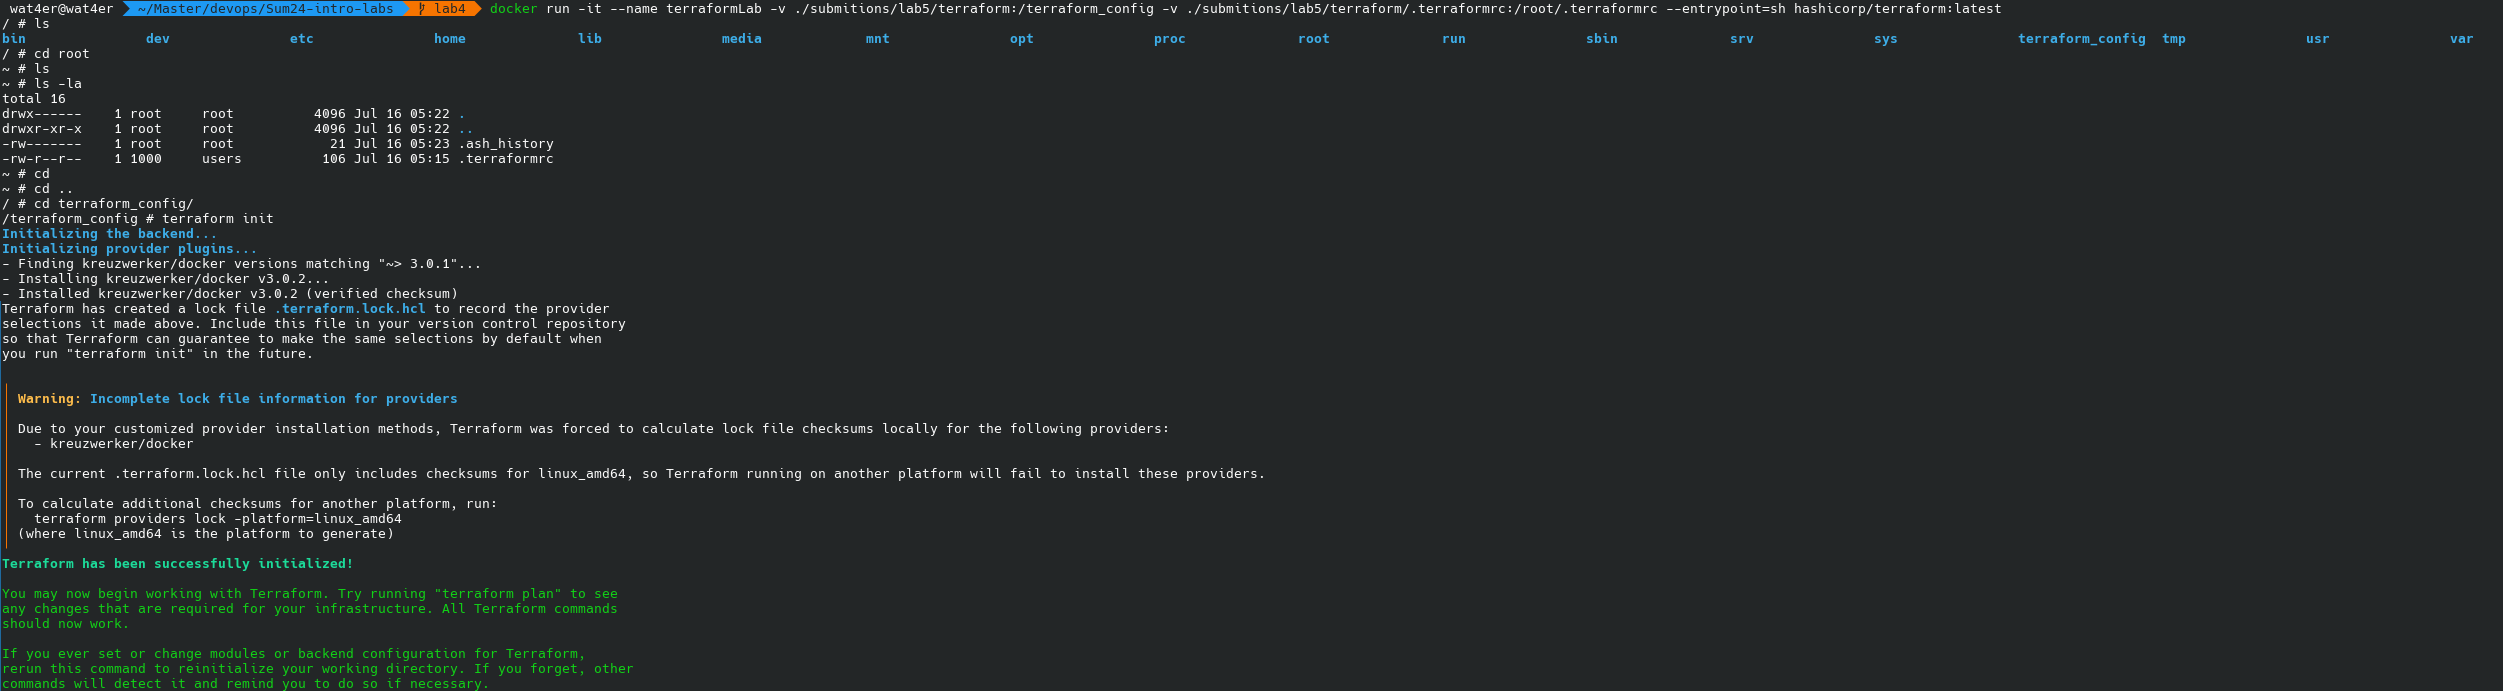 wat4er@wat4er ~/Master/devops/Sum24-intro-labs lab4 docker run -it --name terraformLab -v ./submitions/lab5/terraform:/terraform_config -v ./submitions/lab5/terraform/.terraformrc:/root/.terraformrc --entrypoint=sh hashicorp/terraform:latest
/ # ls
bin dev etc home lib media mnt opt proc root run sbin srv sys terraform_config tmp usr var
/ # cd root
~ # ls
~ # ls -la
total 16
drwx------ 1 root root 4096 Jul 16 05:22 .
drwxr-xr-x 1 root root 4096 Jul 16 05:22 ..
-rw------- 1 root root 21 Jul 16 05:23 .ash_history
-rw-r--r-- 1 1000 users 106 Jul 16 05:15 .terraformrc
~ # cd
~ # cd ..
/ # cd terraform_config/
/terraform_config # terraform init
Initializing the backend...
Initializing provider plugins...
- Finding kreuzwerker/docker versions matching "~> 3.0.1"...
- Installing kreuzwerker/docker v3.0.2...
- Installed kreuzwerker/docker v3.0.2 (verified checksum)
Terraform has created a lock file .terraform.lock.hcl to record the provider
selections it made above. Include this file in your version control repository
so that Terraform can guarantee to make the same selections by default when
you run "terraform init" in the future.
Warning: Incomplete lock file information for providers
Due to your customized provider installation methods, Terraform was forced to calculate lock file checksums locally for the following providers:
- kreuzwerker/docker
The current .terraform.lock.hcl file only includes checksums for linux_amd64, so Terraform running on another platform will fail to install these providers.
To calculate additional checksums for another platform, run:
terraform providers lock -platform=linux_amd64
(where linux_amd64 is the platform to generate)
Terraform has been successfully initialized!
You may now begin working with Terraform. Try running "terraform plan" to see
any changes that are required for your infrastructure. All Terraform commands
should now work.
If you ever set or change modules or backend configuration for Terraform,
rerun this command to reinitialize your working directory. If you forget, other
commands will detect it and remind you to do so if necessary.